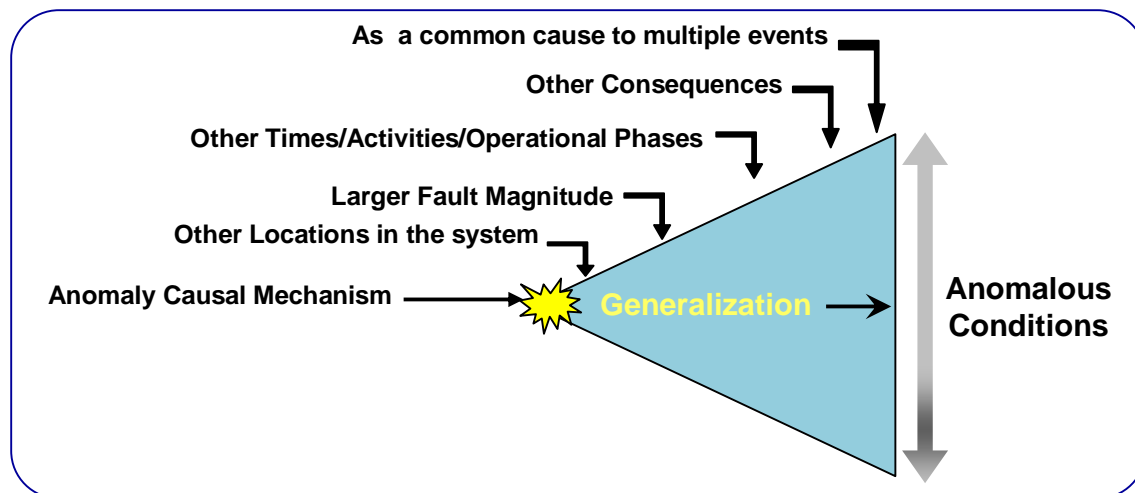 As a common cause to multiple events
Other Consequences
Other Times/Activities/Operational Phases
Larger Fault Magnitude
Other Locations in the system
Anomaly Causal Mechanism
Generalization
Anomalous
Conditions